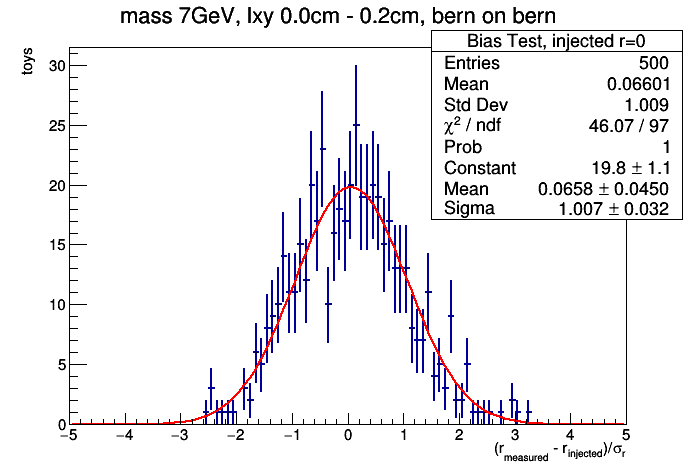 mass 7GeV, lxy 0.0cm - 0.2cm, bern on bern
Bias Test, injected r=0
Entries 500
Mean 0.06601
Std Dev 1.009
χ² / ndf 46.07 / 97
Prob 1
Constant 19.8 ± 1.1
Mean 0.0658 ± 0.0450
Sigma 1.007 ± 0.032
toys
30
25
20
15
10
5
0
−5 −4 −3 −2 −1 0 1 2 3 4 5
(r_measured - r_injected)/σ_r